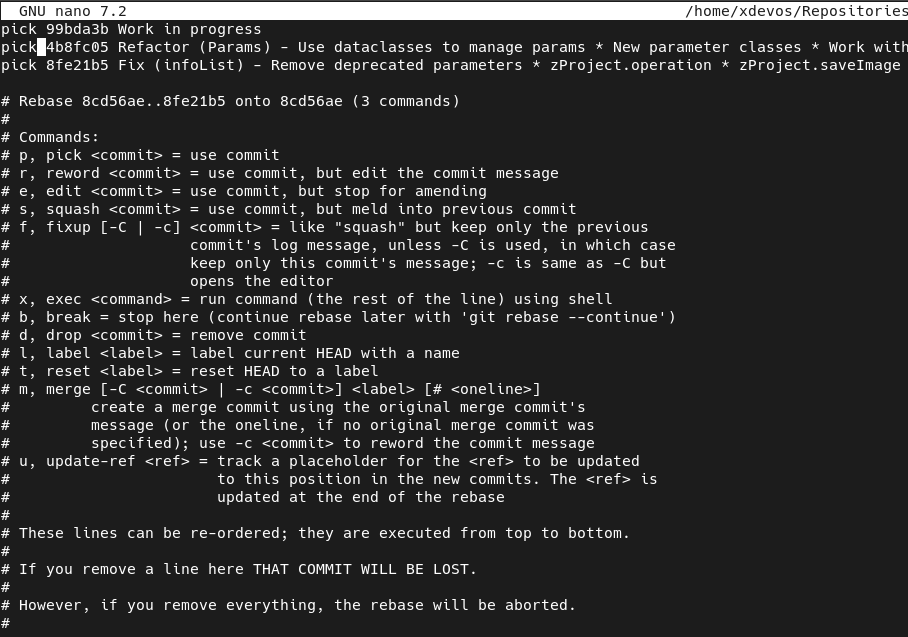 GNU nano 7.2 /home/xdevos/Repositories
pick 99bda3b Work in progress
pick 4b8fc05 Refactor (Params) - Use dataclasses to manage params * New parameter classes * Work with
pick 8fe21b5 Fix (infoList) - Remove deprecated parameters * zProject.operation * zProject.saveImage
# Rebase 8cd56ae..8fe21b5 onto 8cd56ae (3 commands)
#
# Commands:
# p, pick <commit> = use commit
# r, reword <commit> = use commit, but edit the commit message
# e, edit <commit> = use commit, but stop for amending
# s, squash <commit> = use commit, but meld into previous commit
# f, fixup [-C | -c] <commit> = like "squash" but keep only the previous
#                    commit's log message, unless -C is used, in which case
#                    keep only this commit's message; -c is same as -C but
#                    opens the editor
# x, exec <command> = run command (the rest of the line) using shell
# b, break = stop here (continue rebase later with 'git rebase --continue')
# d, drop <commit> = remove commit
# l, label <label> = label current HEAD with a name
# t, reset <label> = reset HEAD to a label
# m, merge [-C <commit> | -c <commit>] <label> [# <oneline>]
#         create a merge commit using the original merge commit's
#         message (or the oneline, if no original merge commit was
#         specified); use -c <commit> to reword the commit message
# u, update-ref <ref> = track a placeholder for the <ref> to be updated
#                       to this position in the new commits. The <ref> is
#                       updated at the end of the rebase
#
# These lines can be re-ordered; they are executed from top to bottom.
#
# If you remove a line here THAT COMMIT WILL BE LOST.
#
# However, if you remove everything, the rebase will be aborted.
#